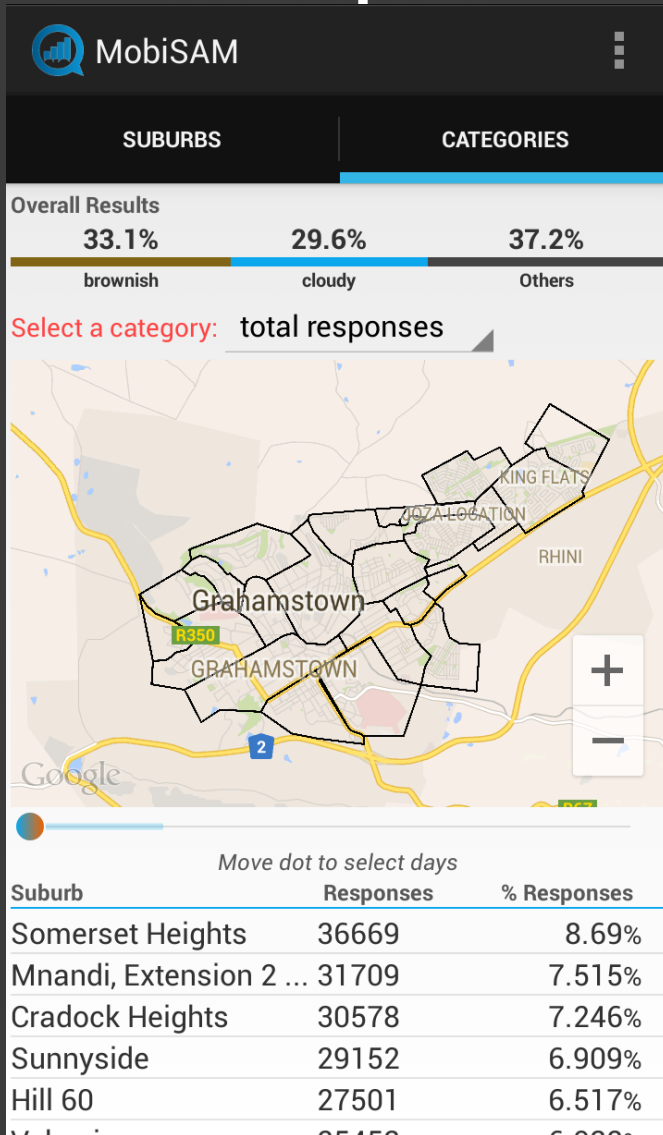 MobiSAM
SUBURBS CATEGORIES
Overall Results
33.1% 29.6% 37.2%
brownish cloudy Others
Select a category: total responses
KING FLATS
JOZA LOCATION
RHINI
Grahamstown
R350
GRAHAMSTOWN
2
Google
+
−
Move dot to select days
Suburb Responses % Responses
Somerset Heights 36669 8.69%
Mnandi, Extension 2 ... 31709 7.515%
Cradock Heights 30578 7.246%
Sunnyside 29152 6.909%
Hill 60 27501 6.517%